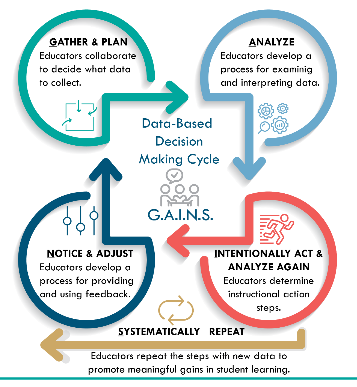 GATHER & PLAN
Educators collaborate
to decide what data
to collect.
ANALYZE
Educators develop a
process for examinig
and interpreting data.
Data-Based
Decision
Making Cycle
G.A.I.N.S.
NOTICE & ADJUST
Educators develop a
process for providing
and using feedback.
INTENTIONALLY ACT &
ANALYZE AGAIN
Educators determine
instructional action
steps.
SYSTEMATICALLY REPEAT
Educators repeat the steps with new data to
promote meaningful gains in student learning.